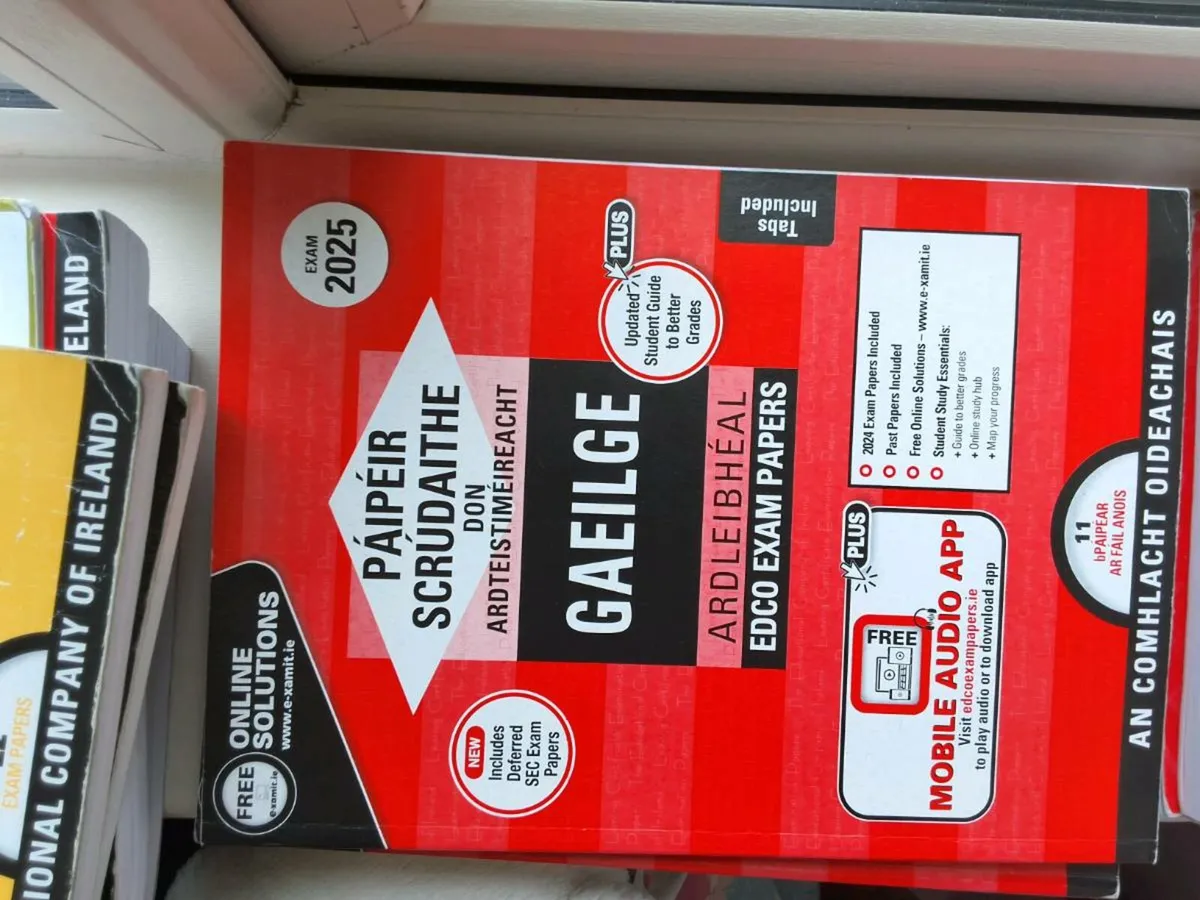 FREE
e-xamit.ie
ONLINE
SOLUTIONS
www.e-xamit.ie
EXAM
2025
PÁIPÉIR
SCRÚDAITHE
DON
ARDTEISTIMÉIREACHT
NEW
Includes
Deferred
SEC Exam
Papers
GAEILGE
PLUS
Updated
Student Guide
to Better
Grades
ARDLEIBHÉAL
EDCO EXAM PAPERS
Tabs
Included
PLUS
FREE
MOBILE AUDIO APP
Visit edcoexampapers.ie
to play audio or to download app
2024 Exam Papers Included
Past Papers Included
Free Online Solutions – www.e-xamit.ie
Student Study Essentials:
+ Guide to better grades
+ Online study hub
+ Map your progress
11
bPÁIPÉAR
AR FÁIL ANOIS
AN COMHLACHT OIDEACHAIS
ELAND
EXAM PAPERS
IONAL COMPANY OF IRELAND